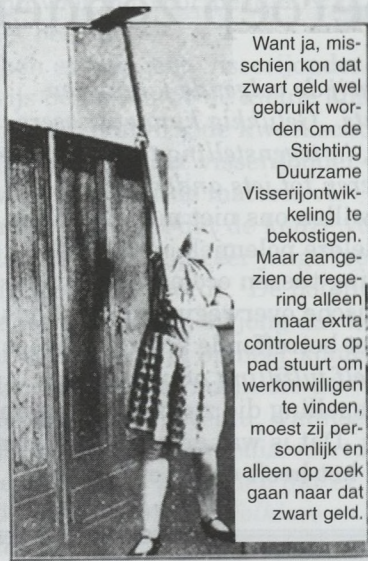 Want ja, mis-
schien kon dat
zwart geld wel
gebruikt wor-
den om de
Stichting
Duurzame
Visserijontwik-
keling te
bekostigen.
Maar aange-
zien de rege-
ring alleen
maar extra
controleurs op
pad stuurt om
werkonwilligen
te vinden,
moest zij per-
soonlijk en
alleen op zoek
gaan naar dat
zwart geld.